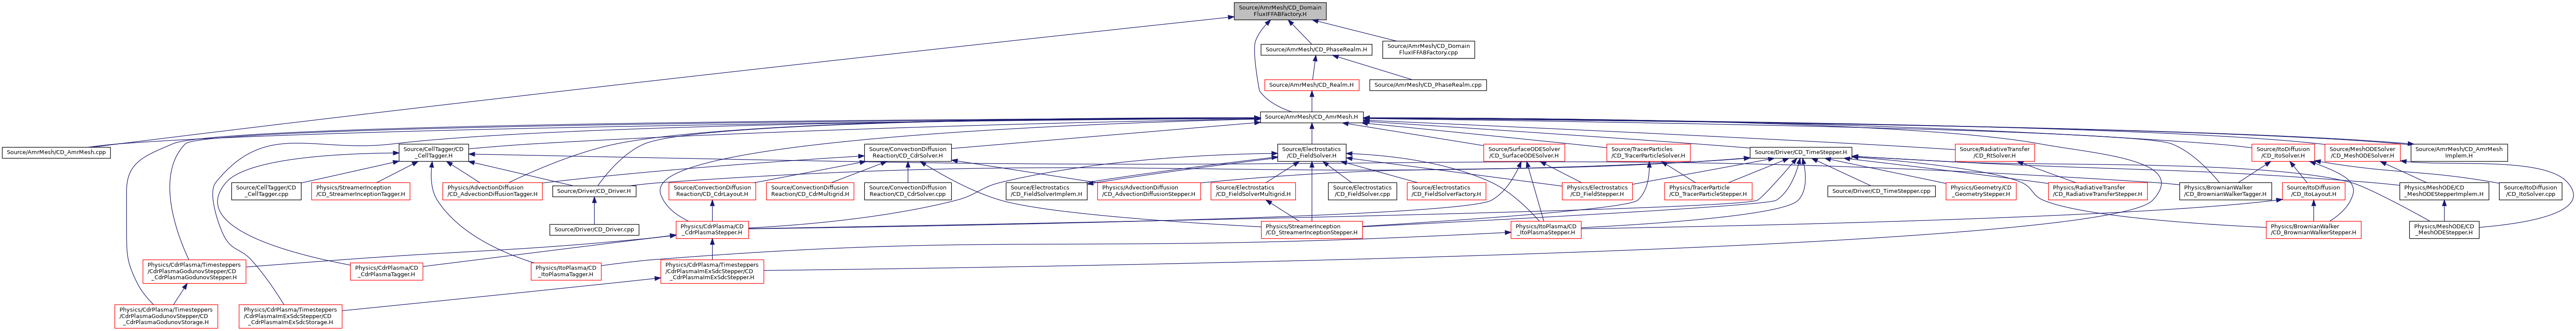 Source/AmrMesh/CD_Domain
FluxIFFABFactory.H
Source/AmrMesh/CD_PhaseRealm.H
Source/AmrMesh/CD_Domain
FluxIFFABFactory.cpp
Source/AmrMesh/CD_Realm.H
Source/AmrMesh/CD_PhaseRealm.cpp
Source/AmrMesh/CD_AmrMesh.H
Source/AmrMesh/CD_AmrMesh.cpp
Source/CellTagger/CD
_CellTagger.H
Source/ConvectionDiffusion
Reaction/CD_CdrSolver.H
Source/Electrostatics
/CD_FieldSolver.H
Source/SurfaceODESolver
/CD_SurfaceODESolver.H
Source/TracerParticles
/CD_TracerParticleSolver.H
Source/Driver/CD_TimeStepper.H
Source/RadiativeTransfer
/CD_RtSolver.H
Source/ItoDiffusion
/CD_ItoSolver.H
Source/MeshODESolver
/CD_MeshODESolver.H
Source/AmrMesh/CD_AmrMesh
Implem.H
Source/CellTagger/CD
_CellTagger.cpp
Physics/StreamerInception
/CD_StreamerInceptionTagger.H
Physics/AdvectionDiffusion
/CD_AdvectionDiffusionTagger.H
Source/Driver/CD_Driver.H
Source/ConvectionDiffusion
Reaction/CD_CdrLayout.H
Source/ConvectionDiffusion
Reaction/CD_CdrMultigrid.H
Source/ConvectionDiffusion
Reaction/CD_CdrSolver.cpp
Source/Electrostatics
/CD_FieldSolverImplem.H
Physics/AdvectionDiffusion
/CD_AdvectionDiffusionStepper.H
Source/Electrostatics
/CD_FieldSolverMultigrid.H
Source/Electrostatics
/CD_FieldSolver.cpp
Source/Electrostatics
/CD_FieldSolverFactory.H
Physics/Electrostatics
/CD_FieldStepper.H
Physics/TracerParticle
/CD_TracerParticleStepper.H
Source/Driver/CD_TimeStepper.cpp
Physics/Geometry/CD
_GeometryStepper.H
Physics/RadiativeTransfer
/CD_RadiativeTransferStepper.H
Physics/BrownianWalker
/CD_BrownianWalkerTagger.H
Source/ItoDiffusion
/CD_ItoLayout.H
Physics/MeshODE/CD
_MeshODEStepperImplem.H
Source/ItoDiffusion
/CD_ItoSolver.cpp
Source/Driver/CD_Driver.cpp
Physics/CdrPlasma/CD
_CdrPlasmaStepper.H
Physics/StreamerInception
/CD_StreamerInceptionStepper.H
Physics/ItoPlasma/CD
_ItoPlasmaStepper.H
Physics/BrownianWalker
/CD_BrownianWalkerStepper.H
Physics/MeshODE/CD
_MeshODEStepper.H
Physics/CdrPlasma/Timesteppers
/CdrPlasmaGodunovStepper/CD
_CdrPlasmaGodunovStepper.H
Physics/CdrPlasma/CD
_CdrPlasmaTagger.H
Physics/ItoPlasma/CD
_ItoPlasmaTagger.H
Physics/CdrPlasma/Timesteppers
/CdrPlasmaImExSdcStepper/CD
_CdrPlasmaImExSdcStepper.H
Physics/CdrPlasma/Timesteppers
/CdrPlasmaGodunovStepper/CD
_CdrPlasmaGodunovStorage.H
Physics/CdrPlasma/Timesteppers
/CdrPlasmaImExSdcStepper/CD
_CdrPlasmaImExSdcStorage.H